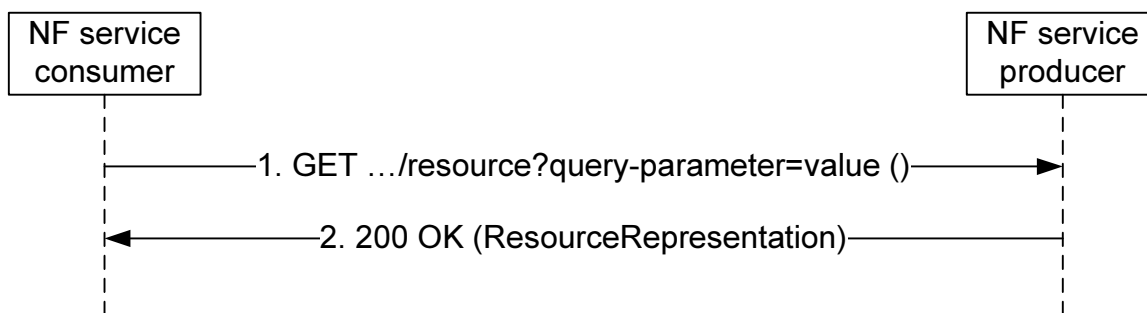 NF service
consumer
NF service
producer
1. GET …/resource?query-parameter=value ()
2. 200 OK (ResourceRepresentation)